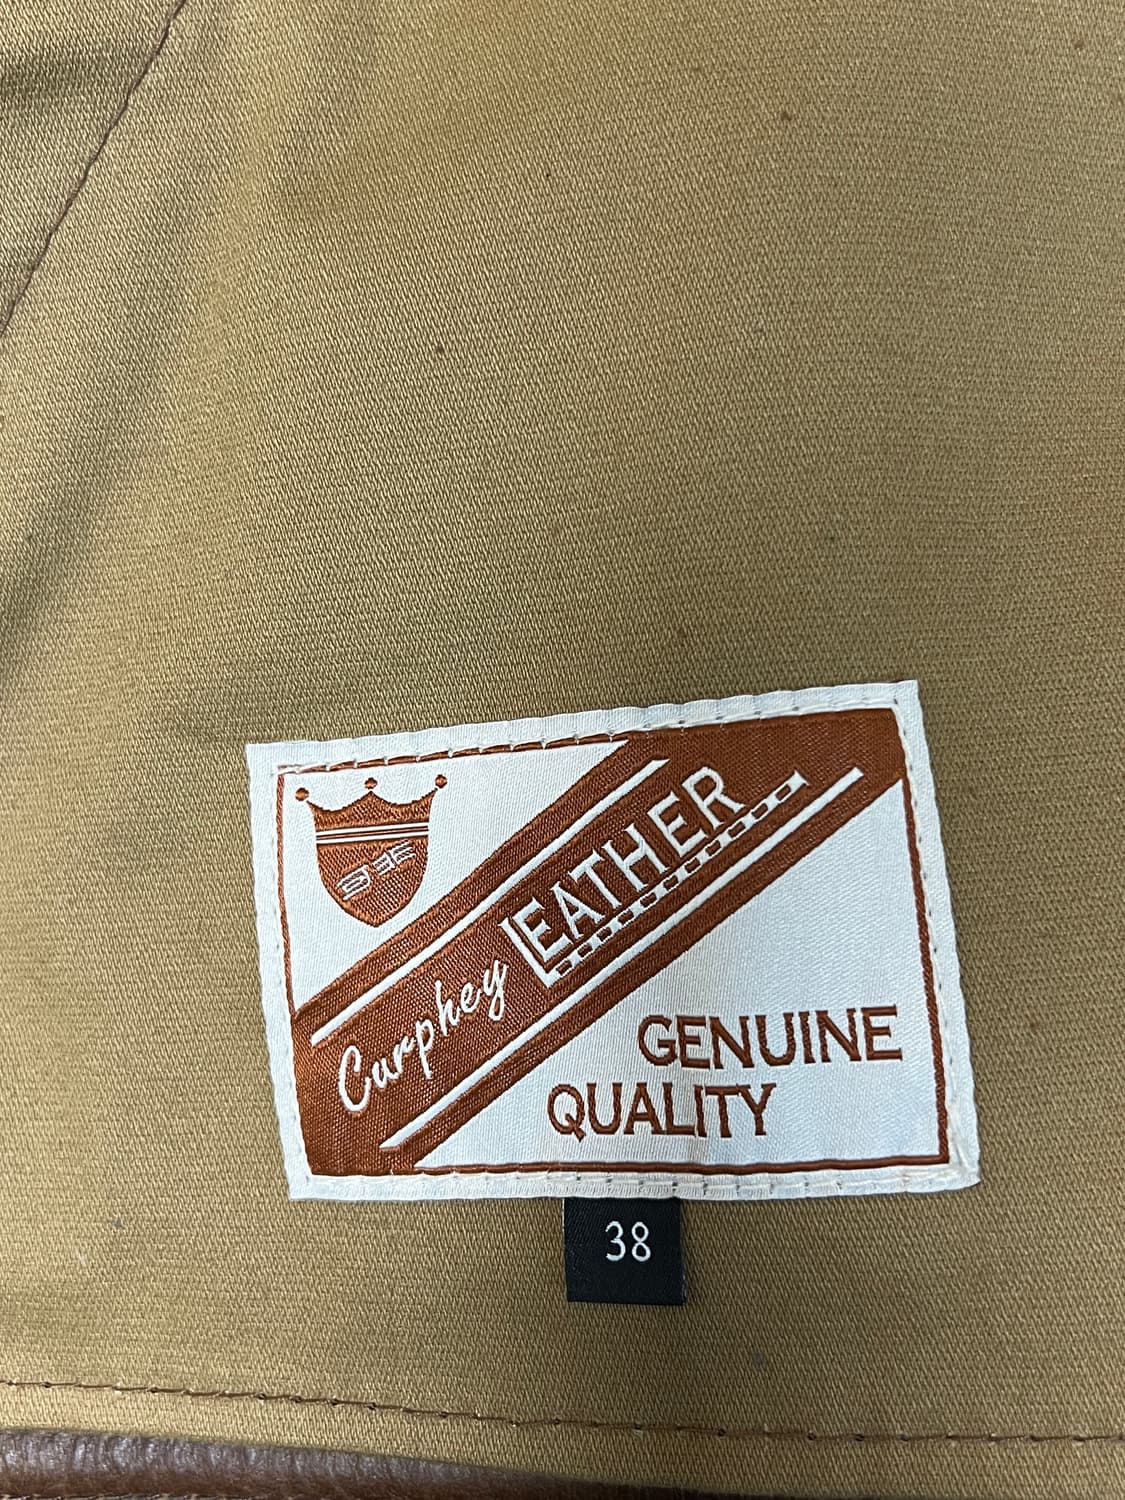 Curphey LEATHER
GENUINE
QUALITY
38